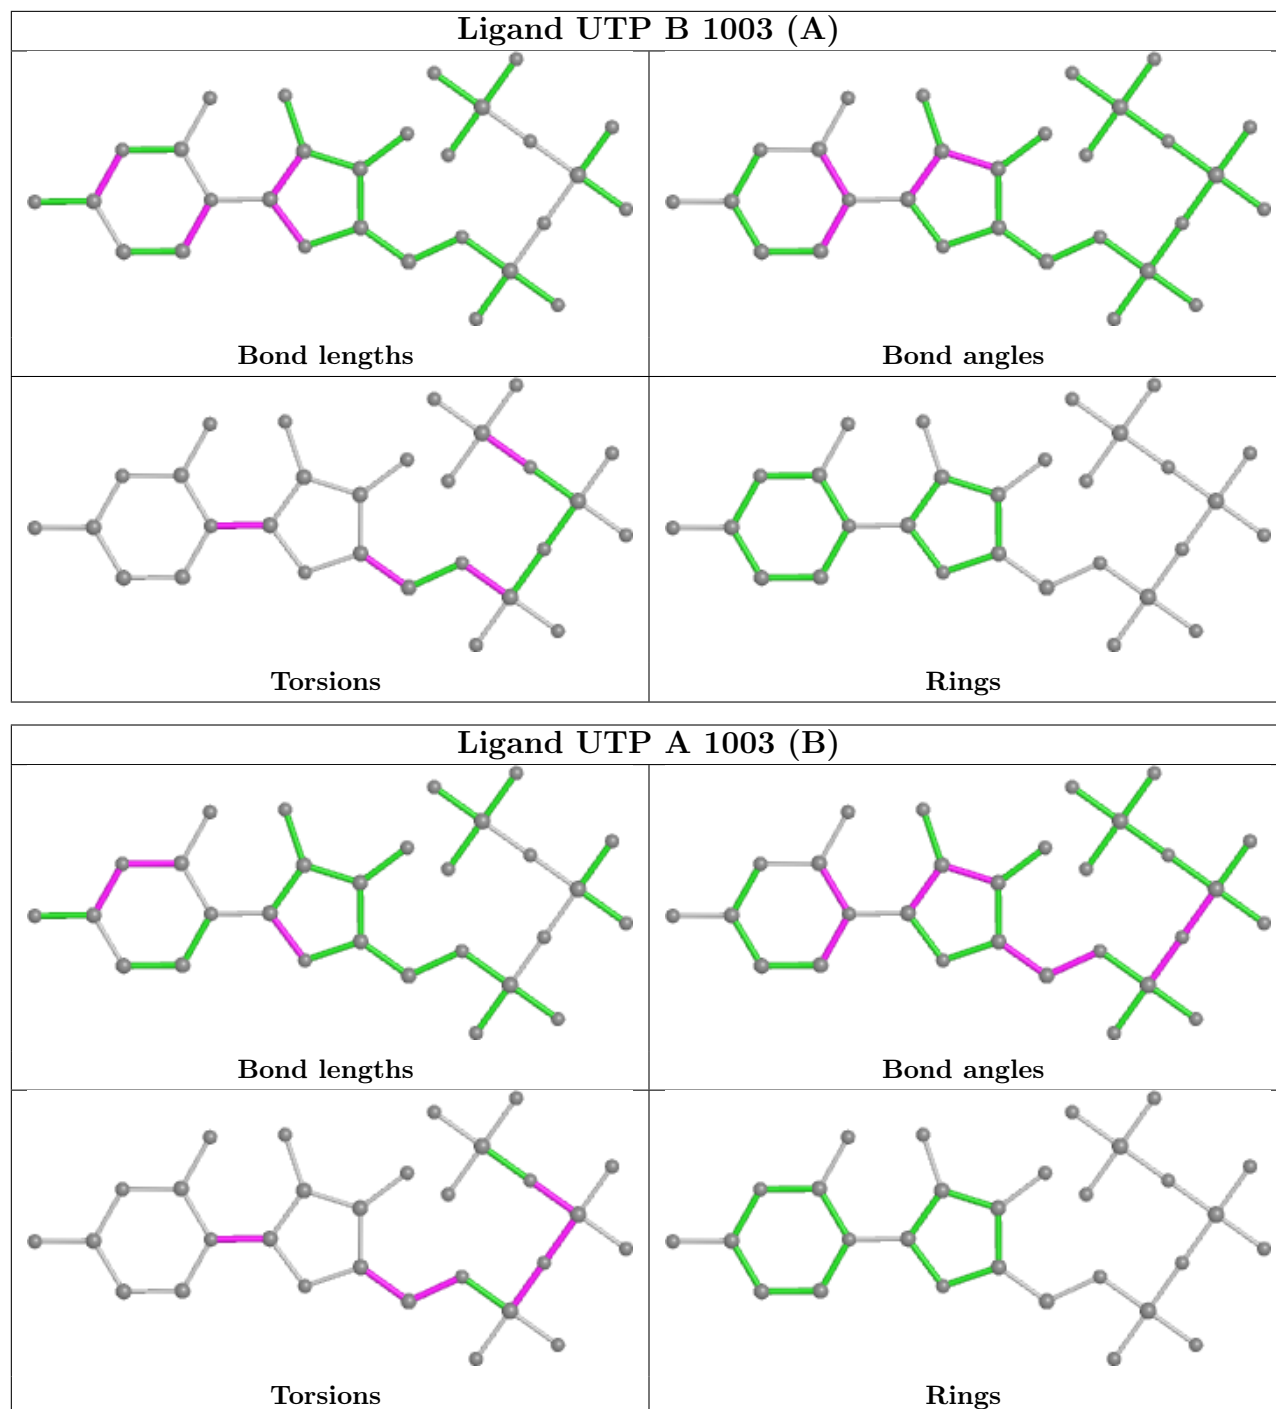 Ligand UTP B 1003 (A)
Bond lengths
Bond angles
Torsions
Rings
Ligand UTP A 1003 (B)
Bond lengths
Bond angles
Torsions
Rings